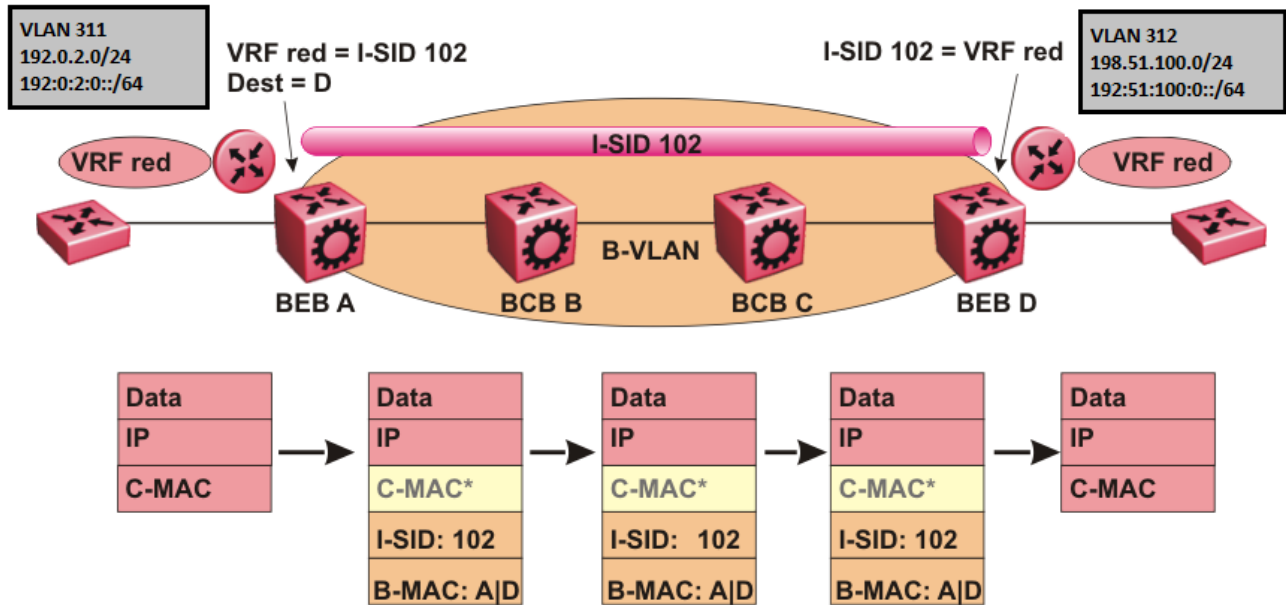 VLAN 311
192.0.2.0/24
192:0:2:0::/64
VRF red = I-SID 102
Dest = D
I-SID 102 = VRF red
VLAN 312
198.51.100.0/24
192:51:100:0::/64
I-SID 102
VRF red
VRF red
B-VLAN
BEB A
BCB B
BCB C
BEB D
Data
IP
C-MAC
Data
IP
C-MAC*
I-SID: 102
B-MAC: A|D
Data
IP
C-MAC*
I-SID: 102
B-MAC: A|D
Data
IP
C-MAC*
I-SID: 102
B-MAC: A|D
Data
IP
C-MAC